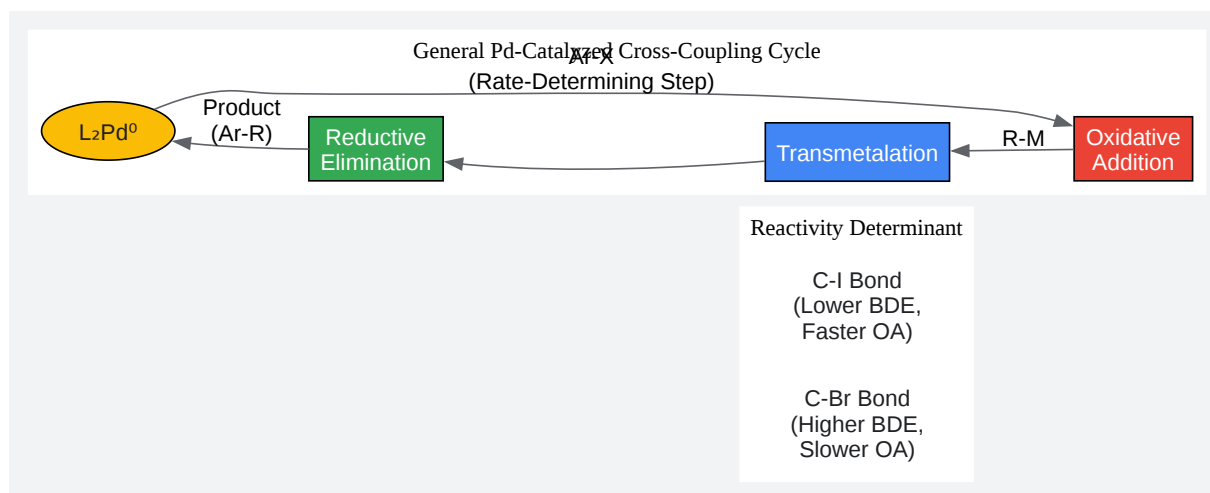 General Pd-Catalyzed Cross-Coupling Cycle
Ar-X
(Rate-Determining Step)
L₂Pd⁰
Product
(Ar-R)
Reductive
Elimination
Transmetalation
R-M
Oxidative
Addition
Reactivity Determinant
C-I Bond
(Lower BDE,
Faster OA)
C-Br Bond
(Higher BDE,
Slower OA)